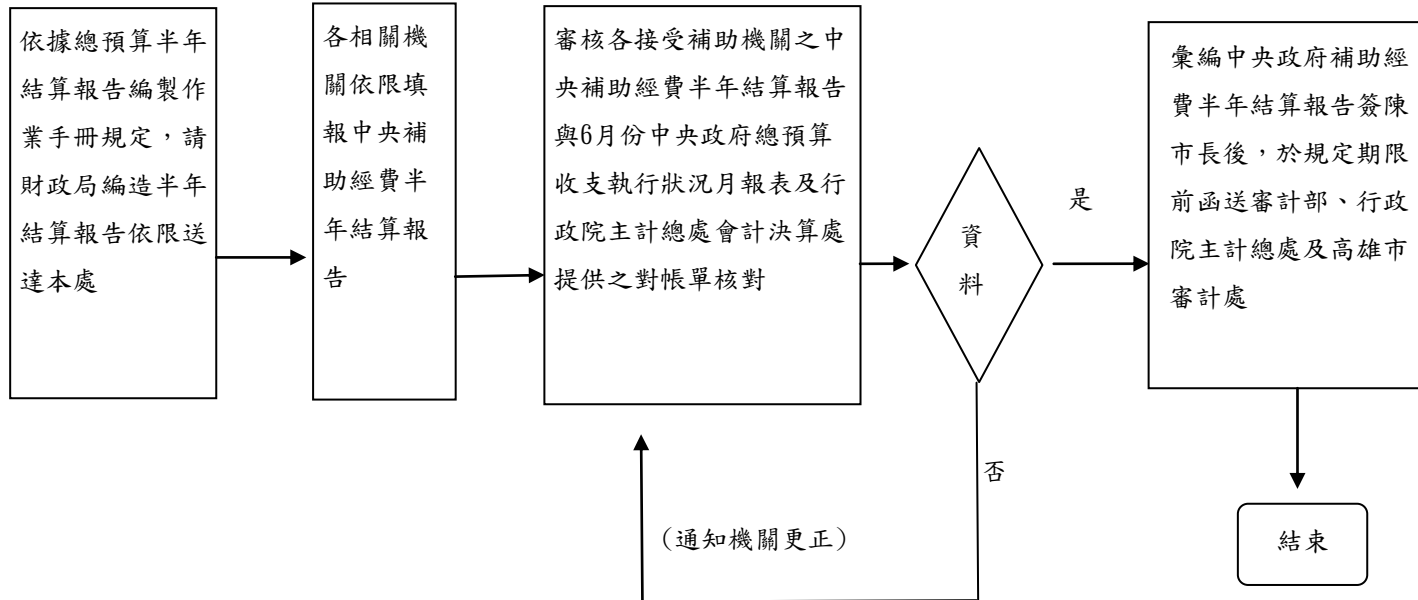 依據總預算半年
結算報告編製作
業手冊規定，請
財政局編造半年
結算報告依限送
達本處
各相關機
關依限填
報中央補
助經費半
年結算報
告
審核各接受補助機關之中
央補助經費半年結算報告
與6月份中央政府總預算
收支執行狀況月報表及行
政院主計總處會計決算處
提供之對帳單核對
資
料
是
否
(通知機關更正)
彙編中央政府補助經
費半年結算報告簽陳
市長後，於規定期限
前函送審計部、行政
院主計總處及高雄市
審計處
結束